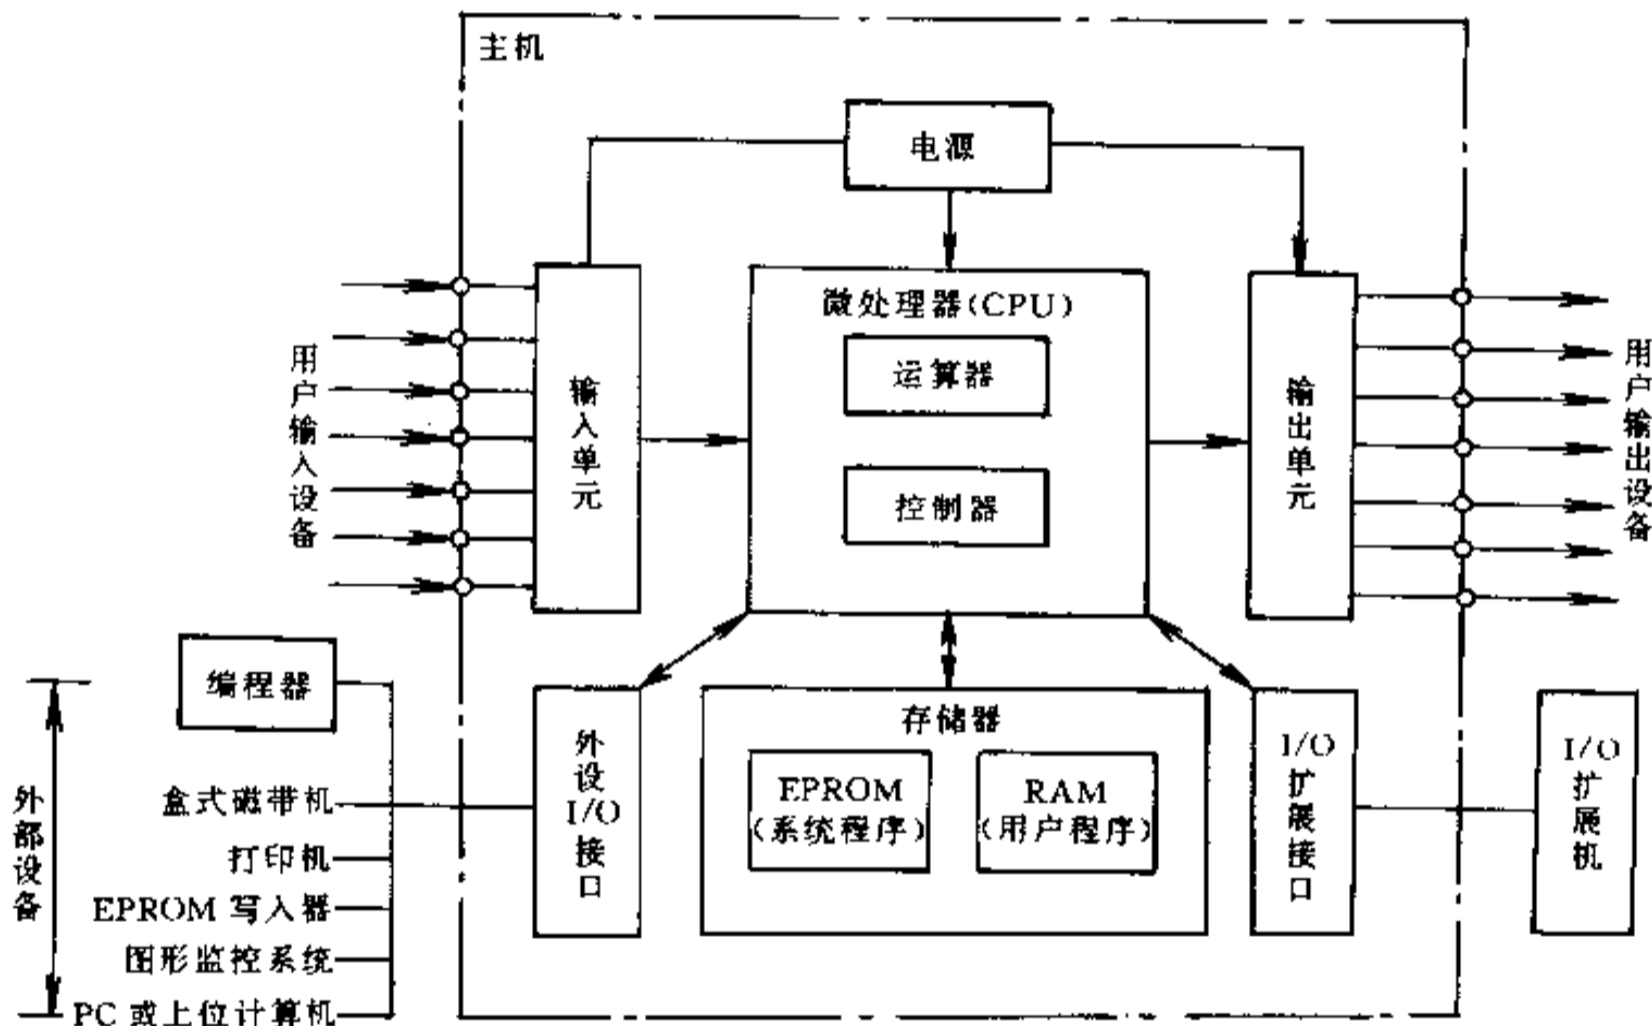 主机
电源
微处理器(CPU)
运算器
控制器
用户输入设备
输入单元
输出单元
用户输出设备
编程器
外部设备
盒式磁带机
打印机
EPROM 写入器
图形监控系统
PC 或上位计算机
外设I/O接口
存储器
EPROM
(系统程序)
RAM
(用户程序)
I/O扩展接口
I/O扩展机